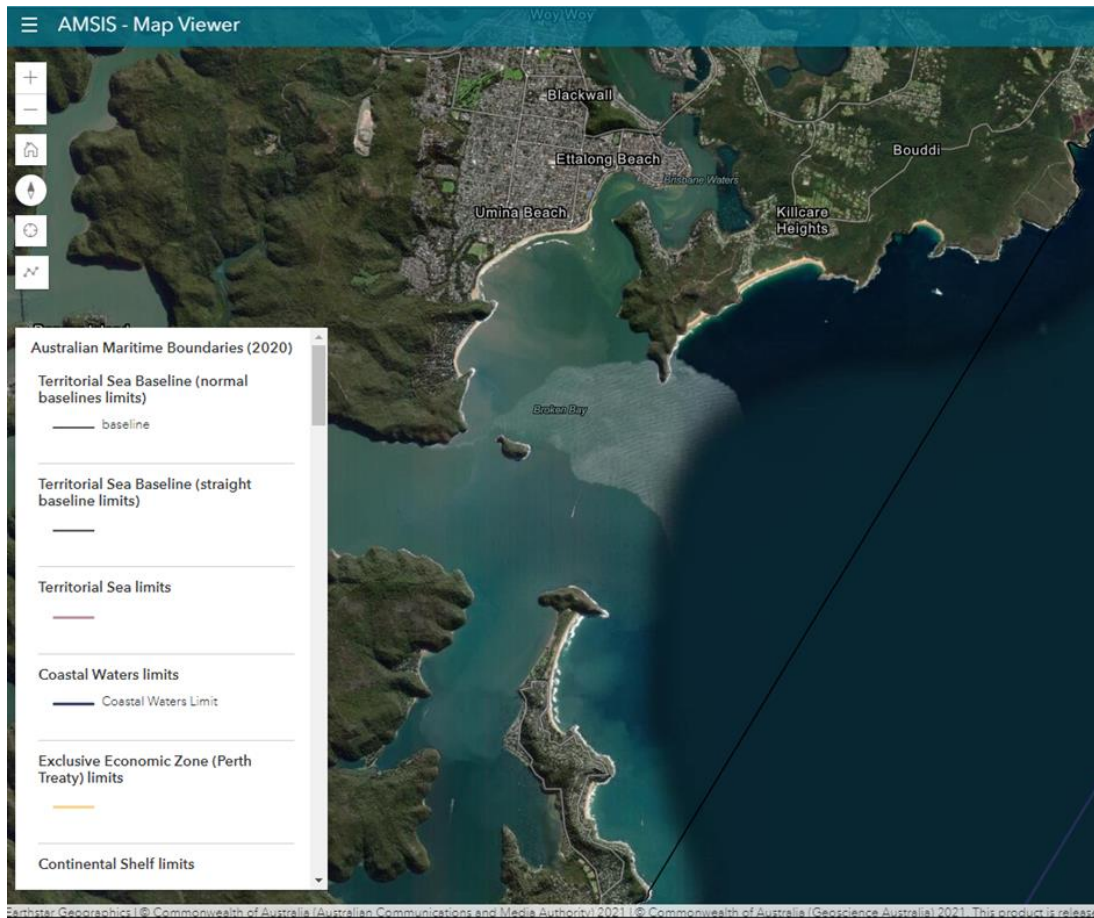 Woy Woy
AMSIS - Map Viewer
Blackwall
Bouddi
Ettalong Beach
Brisbane Waters
Umina Beach
Killcare
Heights
Australian Maritime Boundaries (2020)
Territorial Sea Baseline (normal
baselines limits)
baseline
Broken Bay
Territorial Sea Baseline (straight
baseline limits)
Territorial Sea limits
Coastal Waters limits
Coastal Waters Limit
Exclusive Economic Zone (Perth
Treaty) limits
Continental Shelf limits
Earthstar Geographics | © Commonwealth of Australia (Australian Communications and Media Authority) 2021 | © Commonwealth of Australia (Geoscience Australia) 2021. This product is release